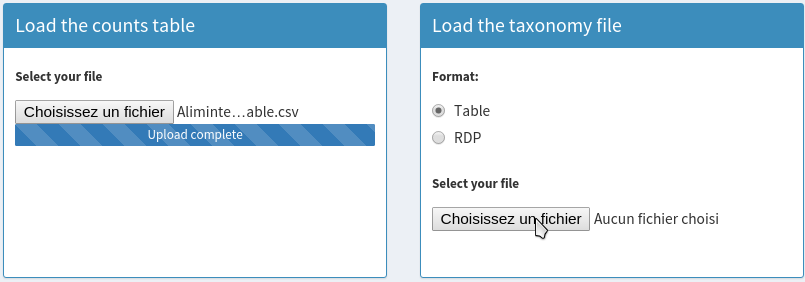 Load the counts table
Select your file
Choisissez un fichier Aliminte…able.csv
Upload complete
Load the taxonomy file
Format:
Table
RDP
Select your file
Choisissez un fichier Aucun fichier choisi